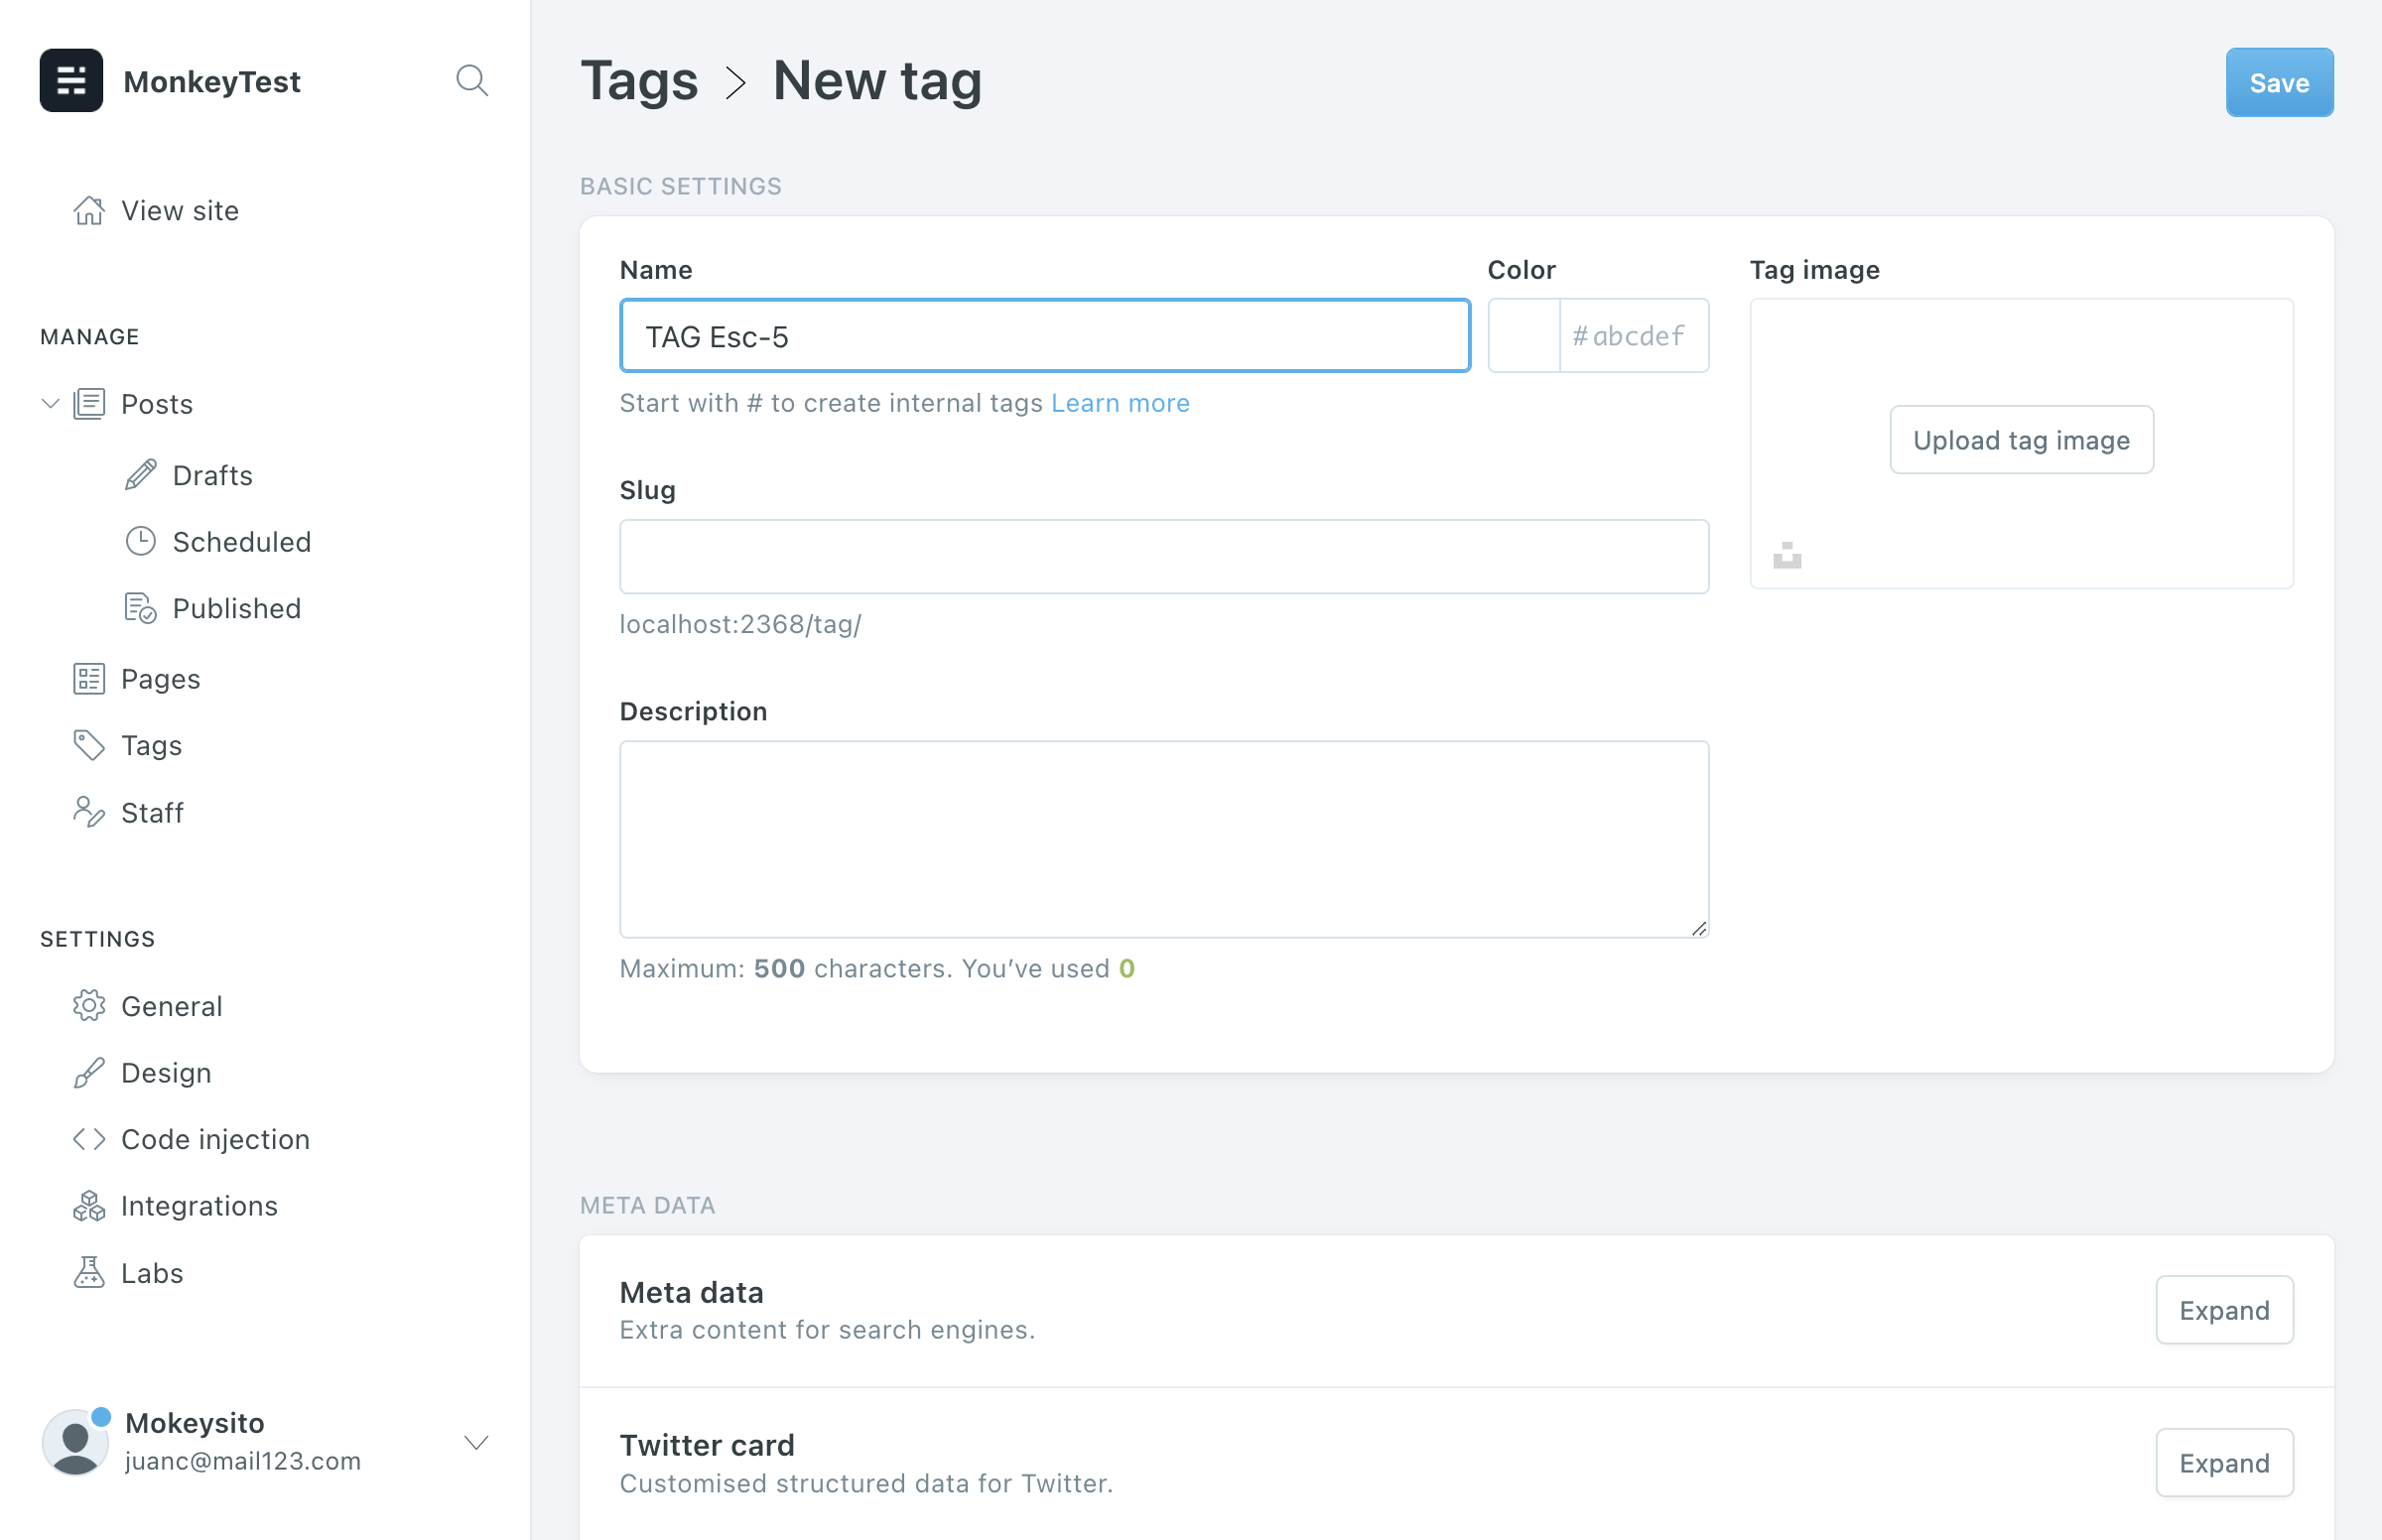 MonkeyTest
View site
MANAGE
Posts
Drafts
Scheduled
Published
Pages
Tags
Staff
SETTINGS
General
Design
Code injection
Integrations
Labs
Mokeysito
juanc@mail123.com
Tags > New tag
Save
BASIC SETTINGS
Name
TAG Esc-5
Start with # to create internal tags Learn more
Color
#abcdef
Tag image
Upload tag image
Slug
localhost:2368/tag/
Description
Maximum: 500 characters. You’ve used 0
META DATA
Meta data
Extra content for search engines.
Expand
Twitter card
Customised structured data for Twitter.
Expand